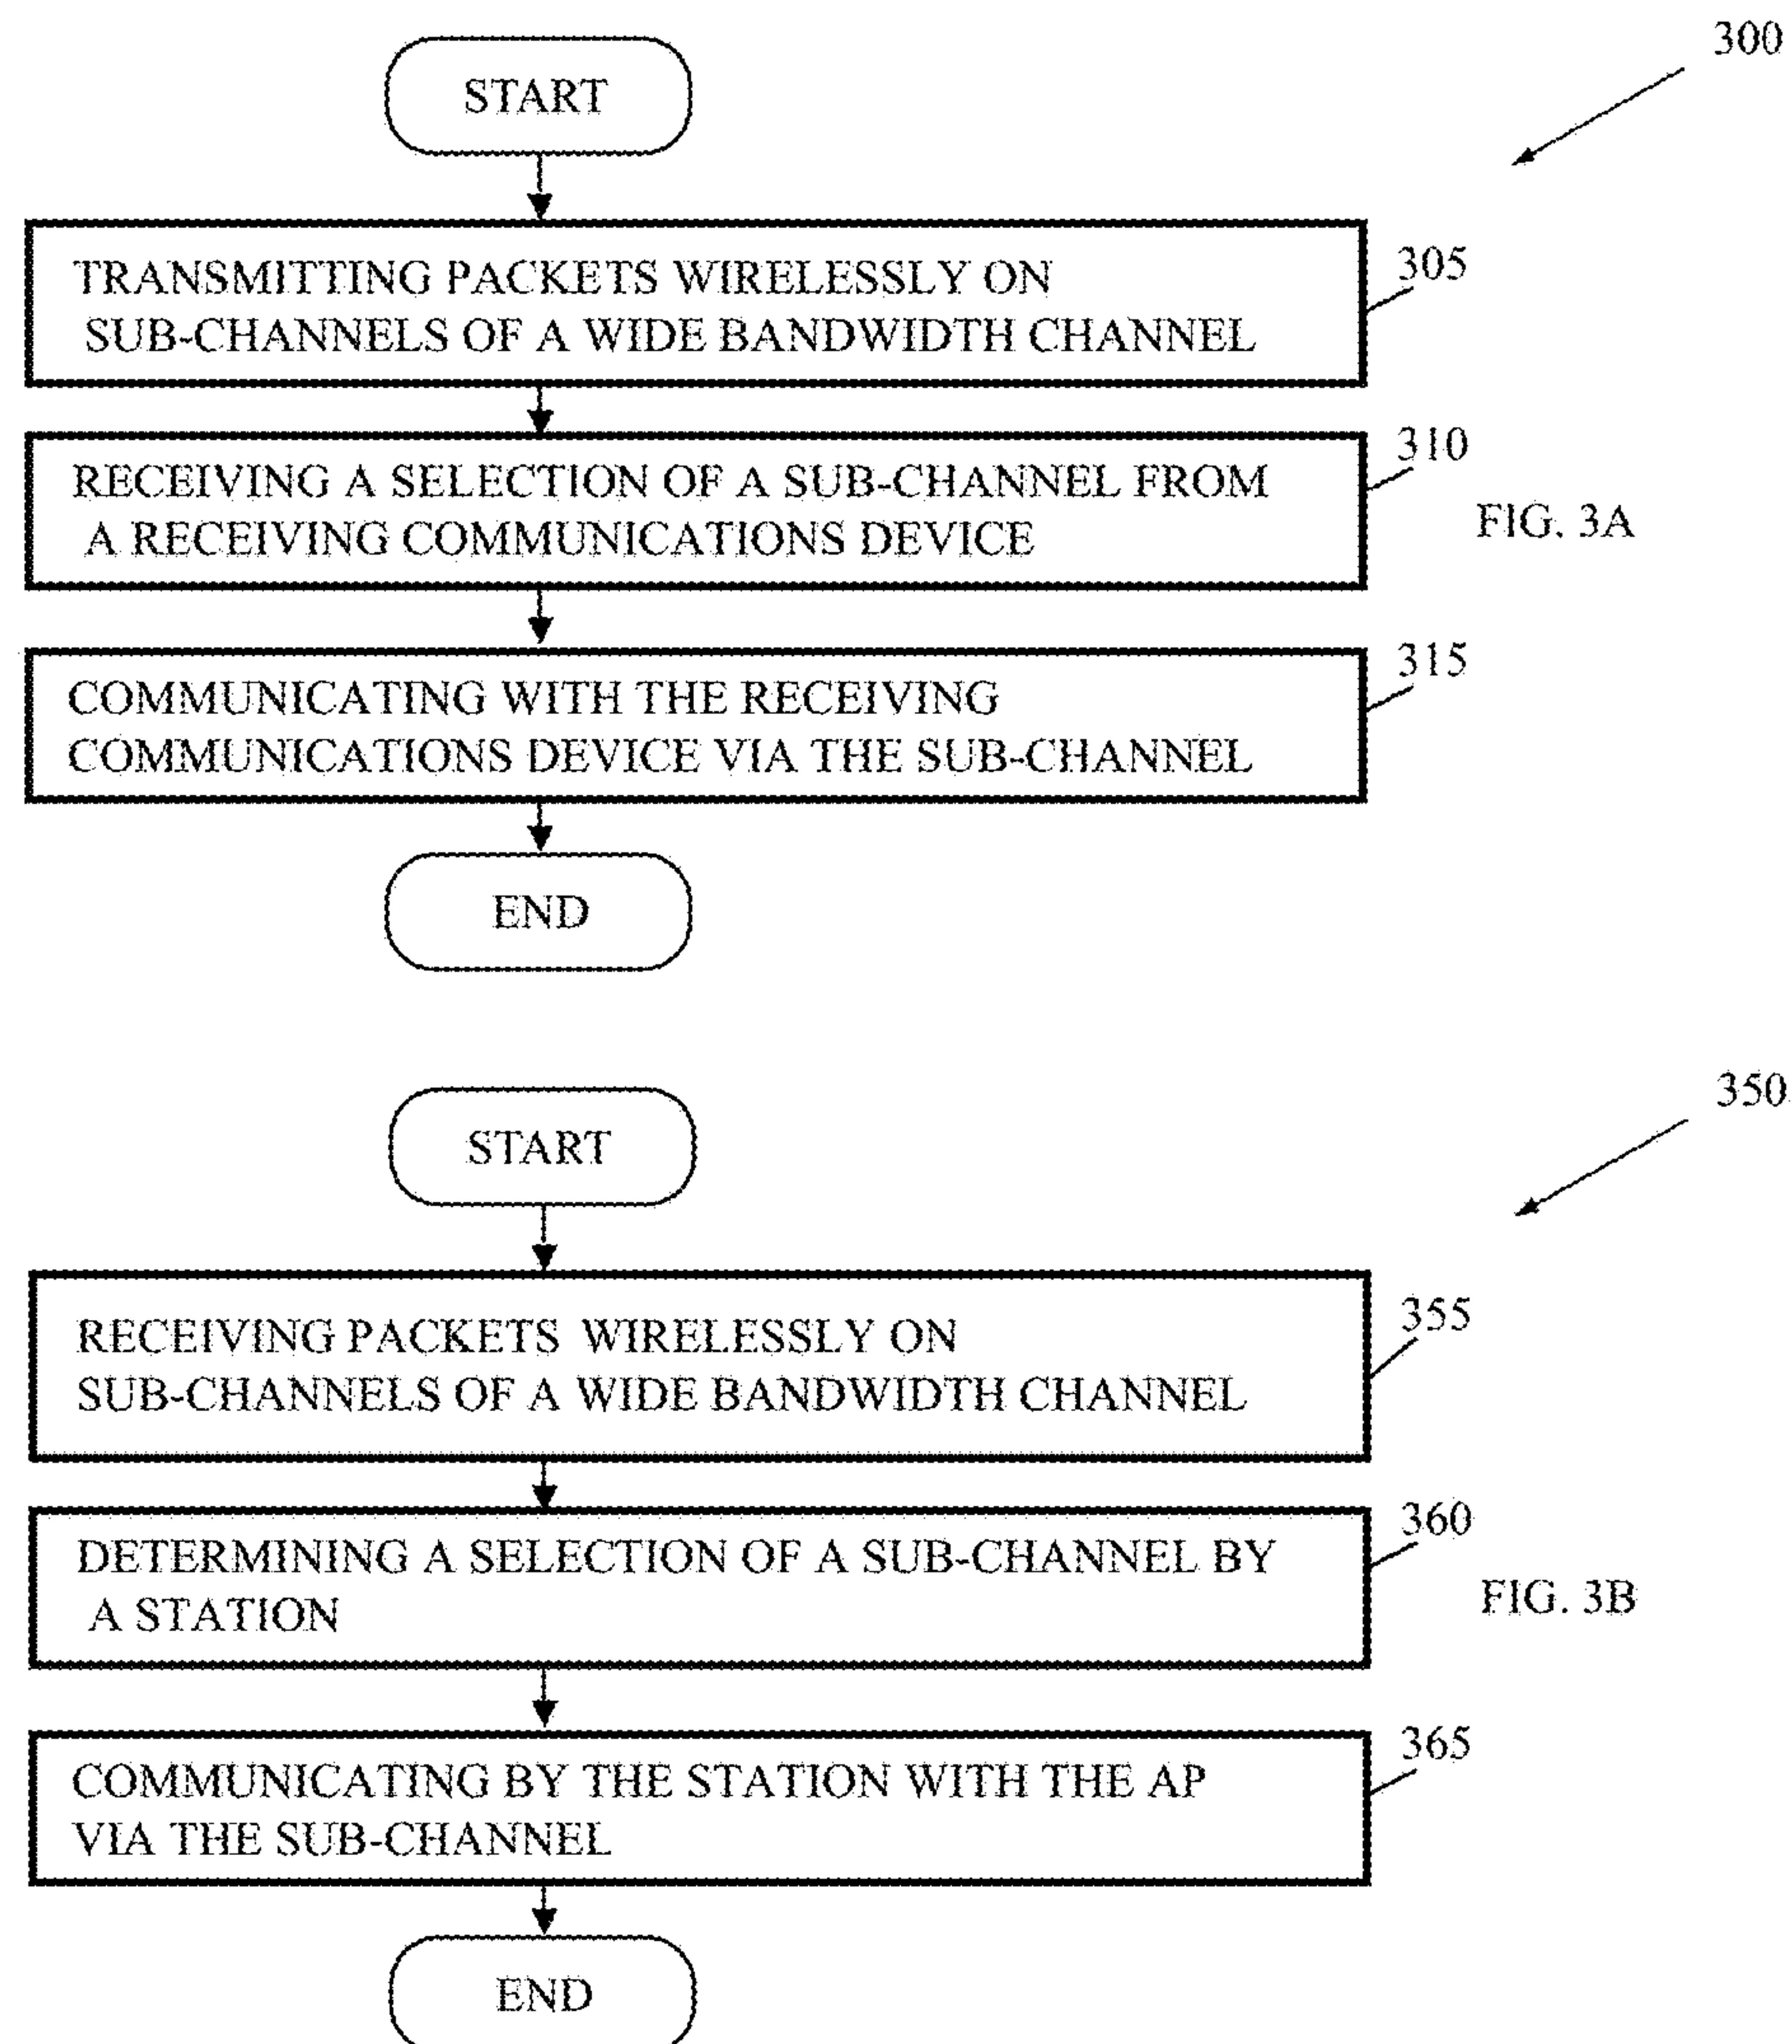 300
START
TRANSMITTING PACKETS WIRELESSLY ON
SUB-CHANNELS OF A WIDE BANDWIDTH CHANNEL
305
RECEIVING A SELECTION OF A SUB-CHANNEL FROM
A RECEIVING COMMUNICATIONS DEVICE
310
FIG. 3A
COMMUNICATING WITH THE RECEIVING
COMMUNICATIONS DEVICE VIA THE SUB-CHANNEL
315
END
350
START
RECEIVING PACKETS WIRELESSLY ON
SUB-CHANNELS OF A WIDE BANDWIDTH CHANNEL
355
DETERMINING A SELECTION OF A SUB-CHANNEL BY
A STATION
360
FIG. 3B
COMMUNICATING BY THE STATION WITH THE AP
VIA THE SUB-CHANNEL
365
END